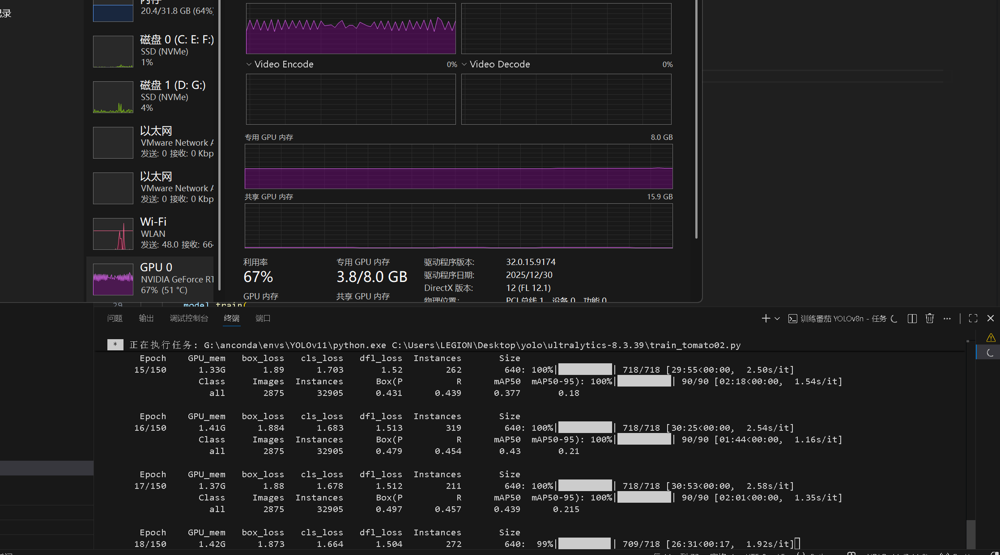 记录
20.4/31.8 GB (64%)
磁盘 0 (C: E: F:)
SSD (NVMe)
1%
磁盘 1 (D: G:)
SSD (NVMe)
4%
以太网
VMware Network A
发送: 0 接收: 0 Kbp
以太网
VMware Network A
发送: 0 接收: 0 Kbp
Wi-Fi
WLAN
发送: 48.0 接收: 66
GPU 0
NVIDIA GeForce RT
67% (51 °C)
Video Encode 0% Video Decode 0%
专用 GPU 内存 8.0 GB
共享 GPU 内存 15.9 GB
利用率 专用 GPU 内存 驱动程序版本: 32.0.15.9174
67% 3.8/8.0 GB 驱动程序日期: 2025/12/30
DirectX 版本: 12 (FL 12.1)
GPU 内存 共享 GPU 内存 物理位置: PCI 总线 1、设备 0、功能 0
29 model.train(
问题 输出 调试控制台 终端 端口 训练番茄 YOLOv8n - 任务
* 正在执行任务: G:\anconda\envs\YOLOv11\python.exe C:\Users\LEGION\Desktop\yolo\ultralytics-8.3.39\train_tomato02.py
Epoch GPU_mem box_loss cls_loss dfl_loss Instances Size
15/150 1.33G 1.89 1.703 1.52 262 640: 100%| | 718/718 [29:55<00:00, 2.50s/it]
Class Images Instances Box(P R mAP50 mAP50-95): 100%| | 90/90 [02:18<00:00, 1.54s/it]
all 2875 32905 0.431 0.439 0.377 0.18
Epoch GPU_mem box_loss cls_loss dfl_loss Instances Size
16/150 1.41G 1.884 1.683 1.513 319 640: 100%| | 718/718 [30:25<00:00, 2.54s/it]
Class Images Instances Box(P R mAP50 mAP50-95): 100%| | 90/90 [01:44<00:00, 1.16s/it]
all 2875 32905 0.479 0.454 0.43 0.21
Epoch GPU_mem box_loss cls_loss dfl_loss Instances Size
17/150 1.37G 1.88 1.678 1.512 211 640: 100%| | 718/718 [30:53<00:00, 2.58s/it]
Class Images Instances Box(P R mAP50 mAP50-95): 100%| | 90/90 [02:01<00:00, 1.35s/it]
all 2875 32905 0.497 0.457 0.439 0.215
Epoch GPU_mem box_loss cls_loss dfl_loss Instances Size
18/150 1.42G 1.873 1.664 1.504 272 640: 99%| | 709/718 [26:31<00:17, 1.92s/it]